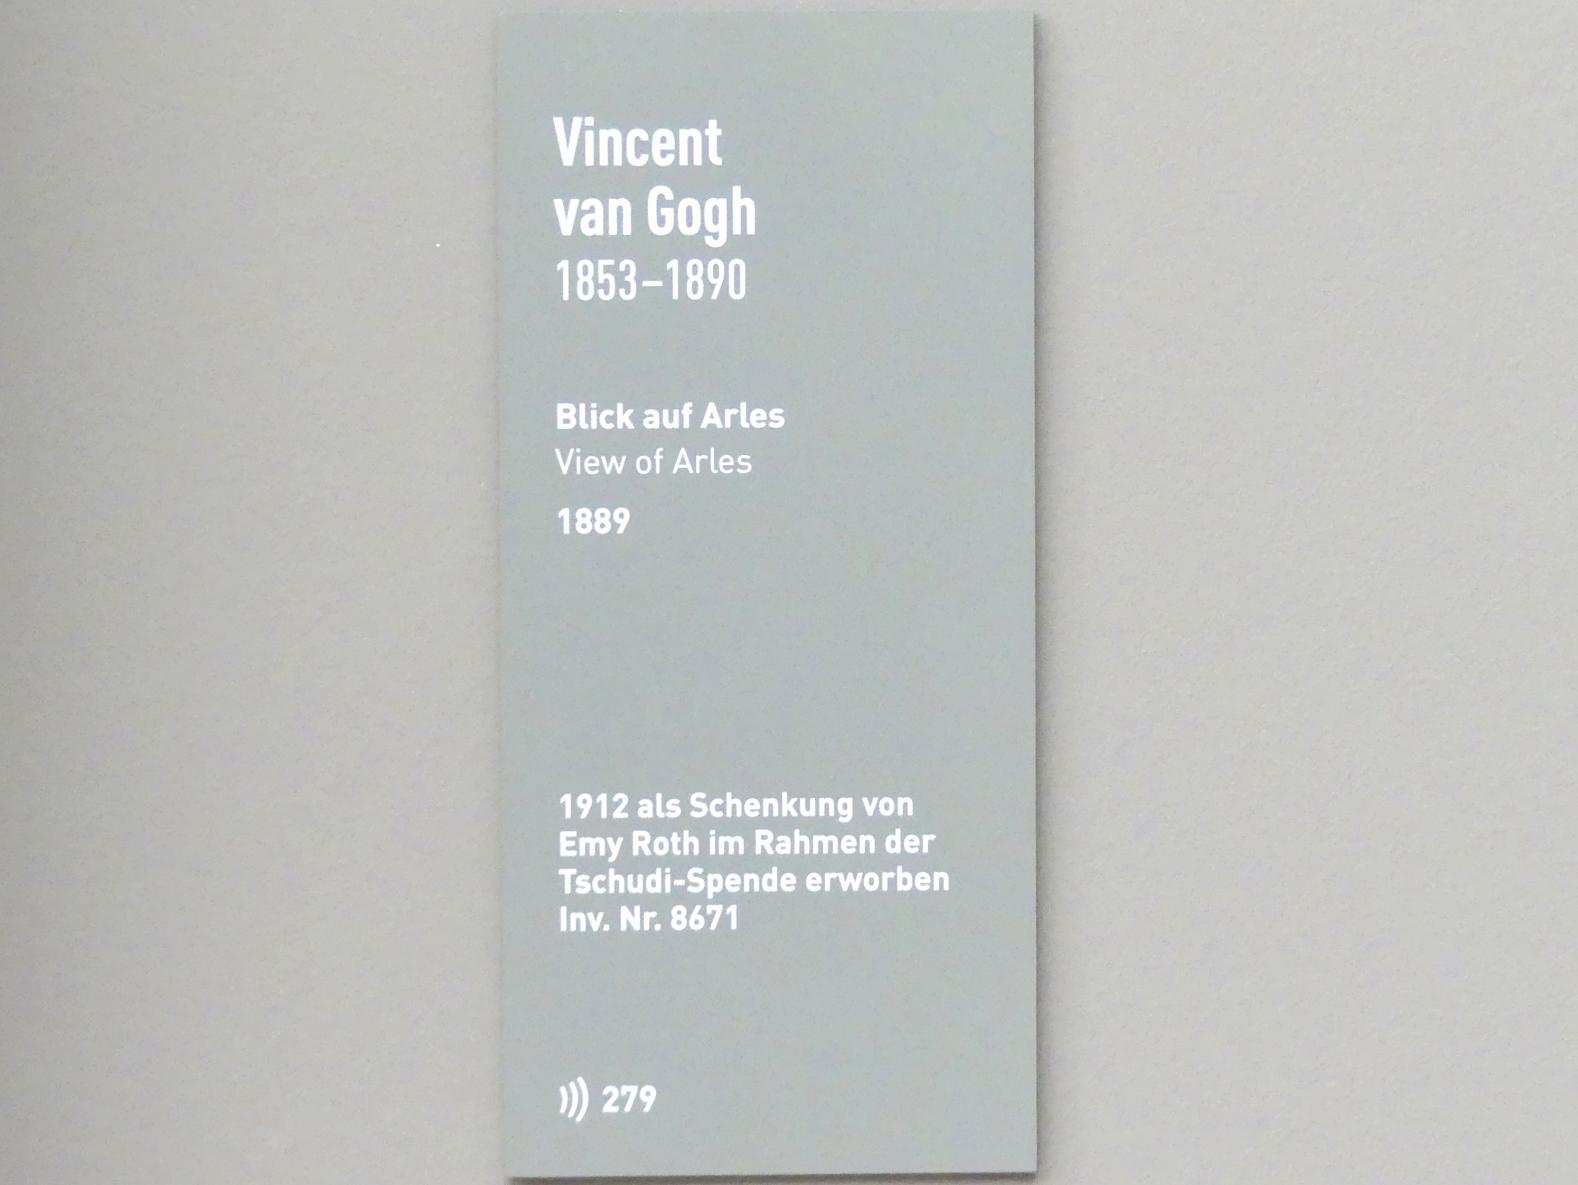 Vincent
van Gogh
1853–1890
Blick auf Arles
View of Arles
1889
1912 als Schenkung von
Emy Roth im Rahmen der
Tschudi-Spende erworben
Inv. Nr. 8671
279